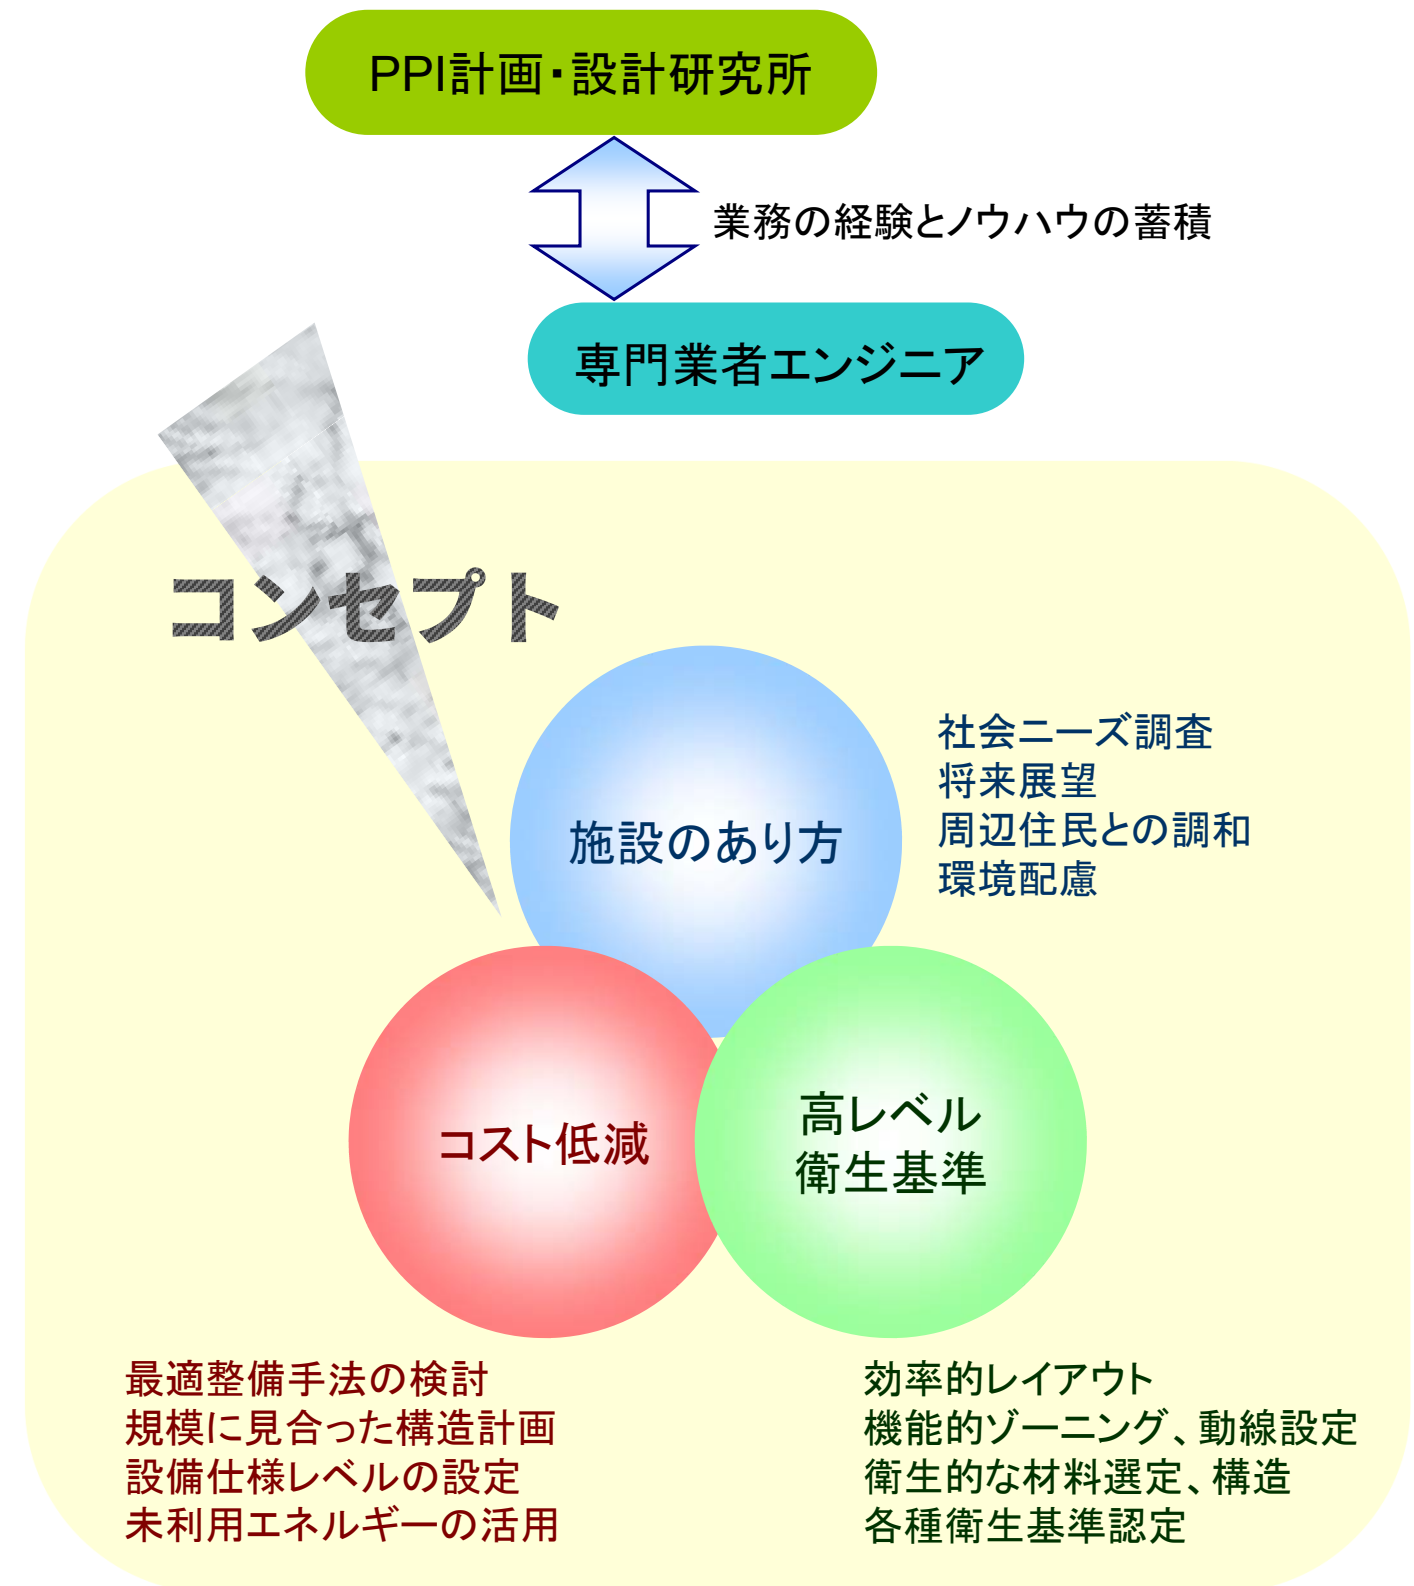 PPI計画・設計研究所
業務の経験とノウハウの蓄積
専門業者エンジニア
コンセプト
施設のあり方
社会ニーズ調査
将来展望
周辺住民との調和
環境配慮
コスト低減
高レベル
衛生基準
最適整備手法の検討
規模に見合った構造計画
設備仕様レベルの設定
未利用エネルギーの活用
効率的レイアウト
機能的ゾーニング、動線設定
衛生的な材料選定、構造
各種衛生基準認定